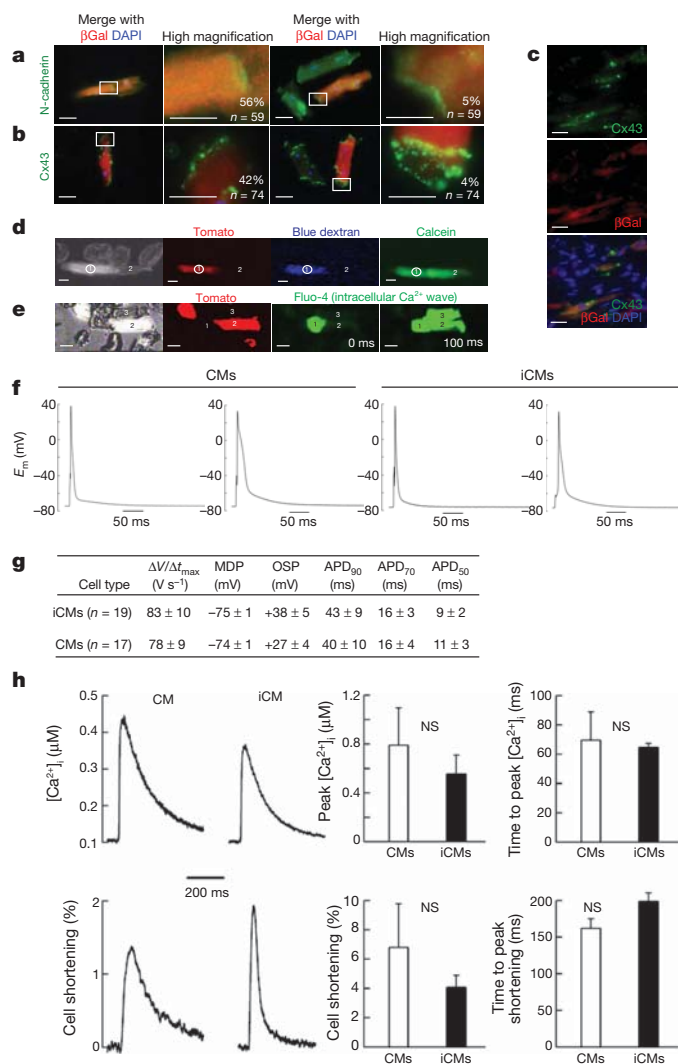 a
Merge with
βGal DAPI
High magnification
Merge with
βGal DAPI
High magnification
N-cadherin
56%
n = 59
5%
n = 59
b
Cx43
42%
n = 74
4%
n = 74
c
Cx43
βGal
Cx43
βGal DAPI
d
Tomato
Blue dextran
Calcein
1
2
1
2
1
2
1
2
e
Tomato
Fluo-4 (intracellular Ca²⁺ wave)
3
1
2
3
1
2
3
1
2
0 ms
3
1
2
100 ms
f
CMs
iCMs
Eₘ (mV)
40
0
−40
−80
50 ms
40
0
−40
−80
50 ms
40
0
−40
−80
50 ms
40
0
−40
−80
50 ms
g
Cell type
ΔV/Δtmax (V s⁻¹)
MDP (mV)
OSP (mV)
APD90 (ms)
APD70 (ms)
APD50 (ms)
iCMs (n = 19) 83 ± 10 −75 ± 1 +38 ± 5 43 ± 9 16 ± 3 9 ± 2
CMs (n = 17) 78 ± 9 −74 ± 1 +27 ± 4 40 ± 10 16 ± 4 11 ± 3
h
[Ca²⁺]i (μM)
0.5
0.4
0.3
0.2
0.1
CM
iCM
200 ms
Peak [Ca²⁺]i (μM)
1.2
0.8
0.4
0
NS
CMs
iCMs
Time to peak [Ca²⁺]i (ms)
100
80
60
40
20
0
NS
CMs
iCMs
Cell shortening (%)
2
1
0
Cell shortening (%)
10
8
6
4
2
0
NS
CMs
iCMs
Time to peak
shortening (ms)
200
150
100
50
0
NS
CMs
iCMs